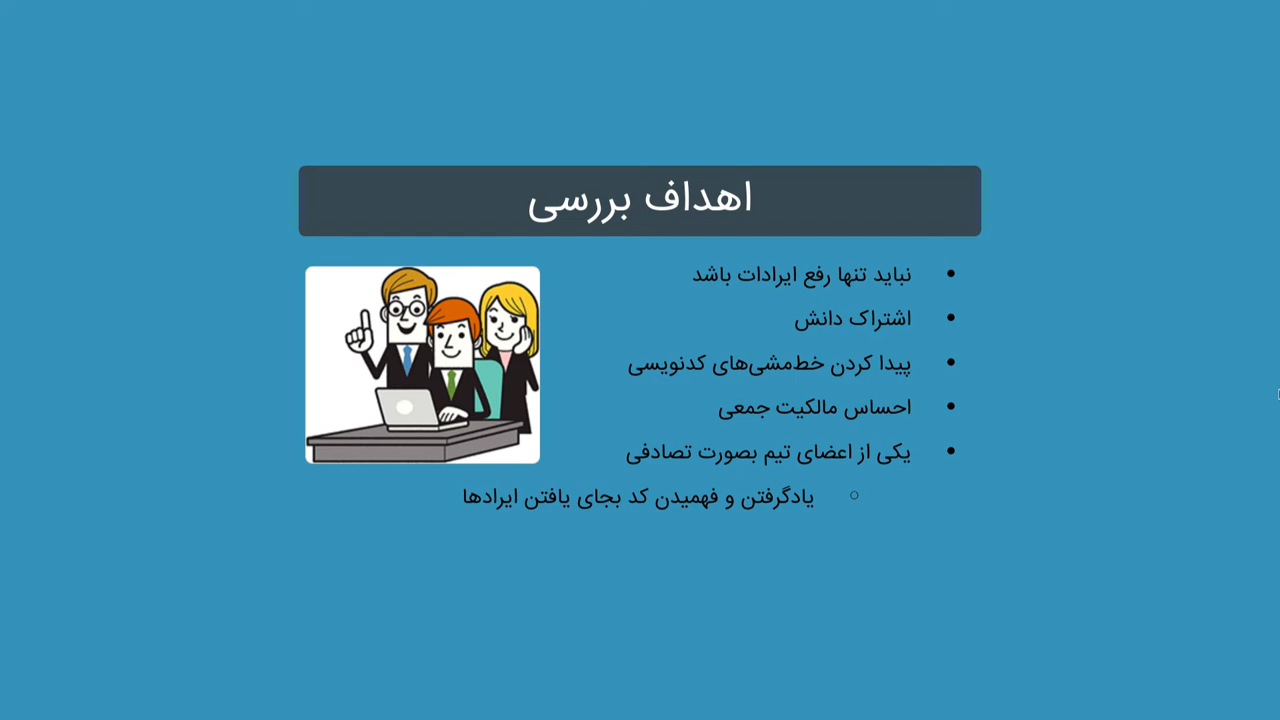 اهداف بررسی
نباید تنها رفع ایرادات باشد
اشتراک دانش
پیدا کردن خط‌مشی‌های کدنویسی
احساس مالکیت جمعی
یکی از اعضای تیم بصورت تصادفی
یادگرفتن و فهمیدن کد بجای یافتن ایرادها